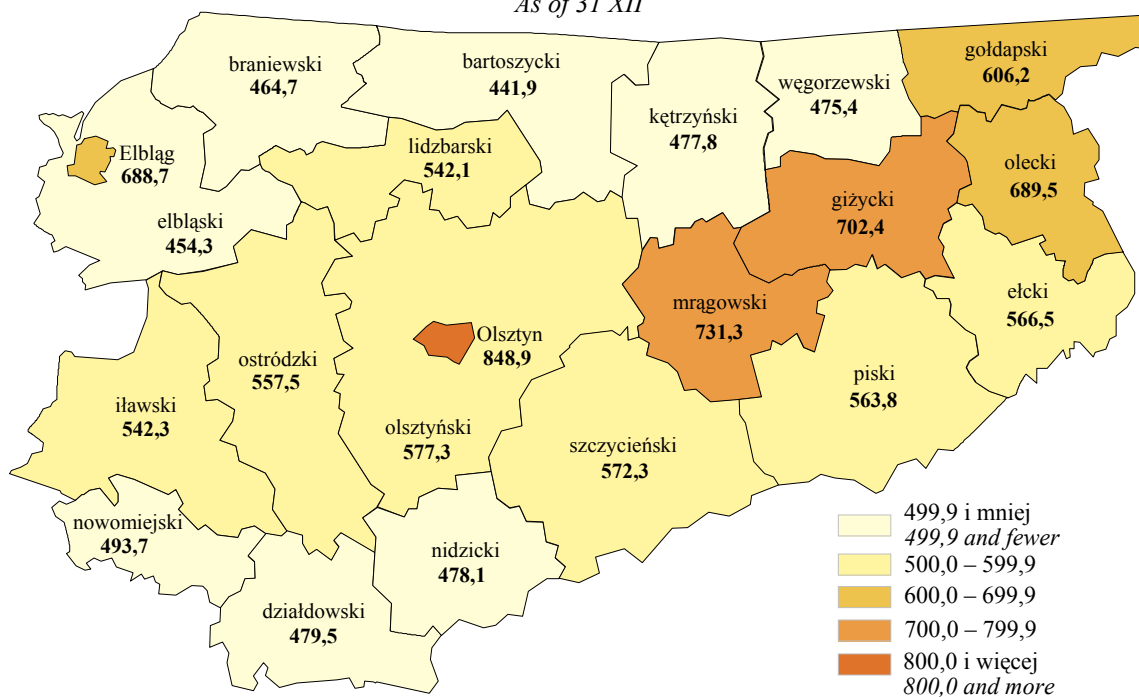 As of 31 XII
braniewski
464,7
bartoszycki
441,9
kętrzyński
477,8
węgorzewski
475,4
gołdapski
606,2
Elbląg
688,7
lidzbarski
542,1
olecki
689,5
elbląski
454,3
giżycki
702,4
mrągowski
731,3
ełcki
566,5
Olsztyn
848,9
ostródzki
557,5
piski
563,8
iławski
542,3
olsztyński
577,3
szczycieński
572,3
nowomiejski
493,7
nidzicki
478,1
działdowski
479,5
499,9 i mniej
499,9 and fewer
500,0 – 599,9
600,0 – 699,9
700,0 – 799,9
800,0 i więcej
800,0 and more